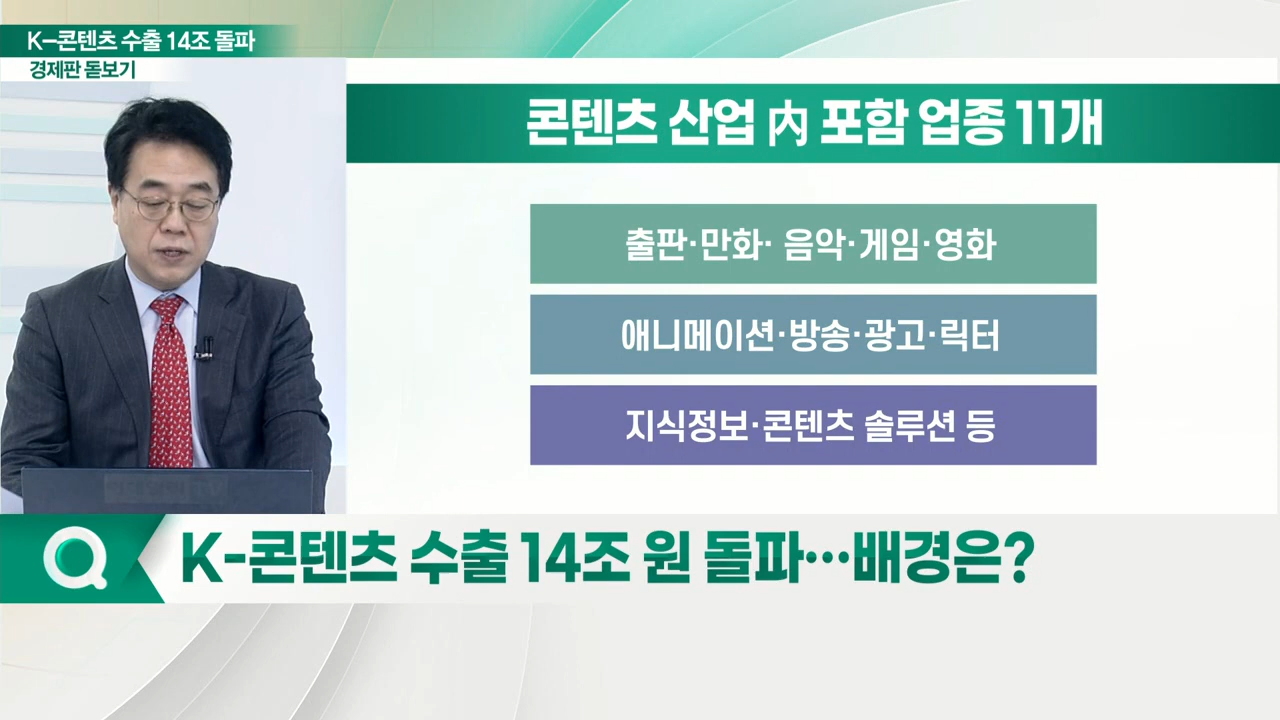 K-콘텐츠 수출 14조 돌파
경제판 돋보기
콘텐츠 산업 內 포함 업종 11개
출판·만화· 음악·게임·영화
애니메이션·방송·광고·릭터
지식정보·콘텐츠 솔루션 등
K-콘텐츠 수출 14조 원 돌파…배경은?